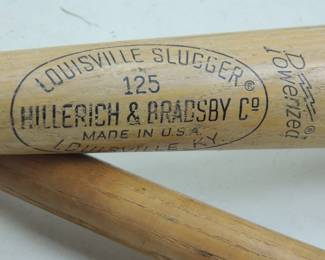 LOUISVILLE SLUGGER®
125
HILLERICH & BRADSBY Cº
MADE IN U.S.A.
LOUISVILLE, KY.
Powerized ®